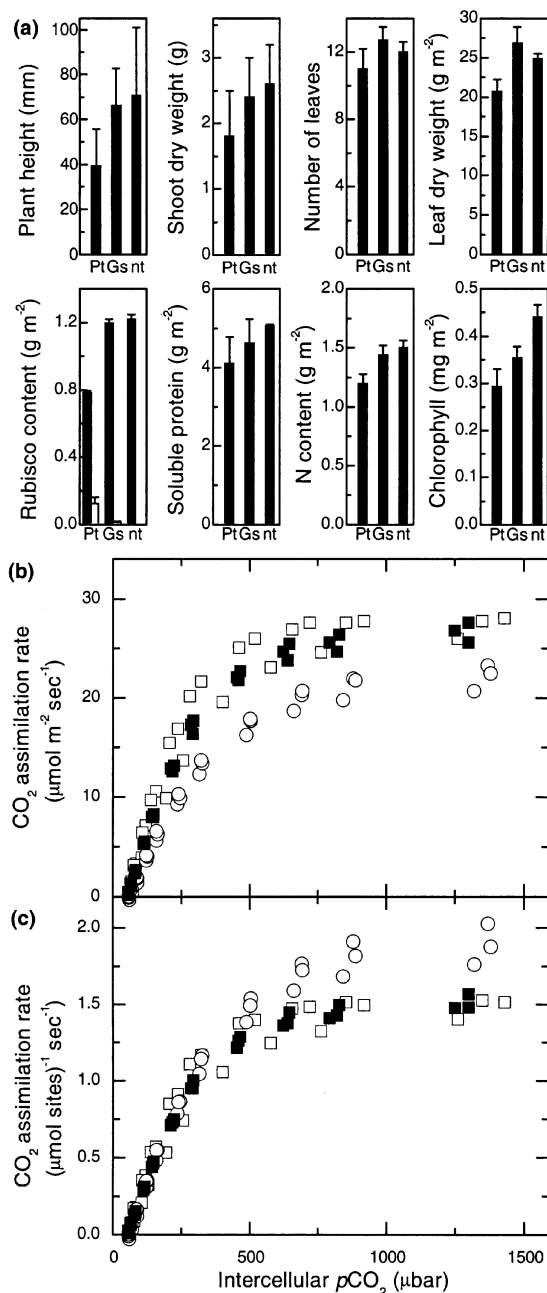 (a)
Plant height (mm)
100
80
60
40
20
0
Pt Gs nt
Shoot dry weight (g)
3
2
1
0
Pt Gs nt
Number of leaves
12
9
6
3
0
Pt Gs nt
Leaf dry weight (g m⁻²)
30
25
20
15
10
5
0
Pt Gs nt
Rubisco content (g m⁻²)
1.2
0.8
0.4
0.0
Pt Gs nt
Soluble protein (g m⁻²)
6
4
2
0
Pt Gs nt
N content (g m⁻²)
2.0
1.5
1.0
0.5
0.0
Pt Gs nt
Chlorophyll (mg m⁻²)
0.5
0.4
0.3
0.2
0.1
0.0
Pt Gs nt
(b)
CO₂ assimilation rate
(μmol m⁻² sec⁻¹)
30
20
10
0
(c)
CO₂ assimilation rate
(μmol sites)⁻¹ sec⁻¹)
2.0
1.5
1.0
0.5
0.0
0
500
1000
1500
Intercellular pCO₂ (μbar)